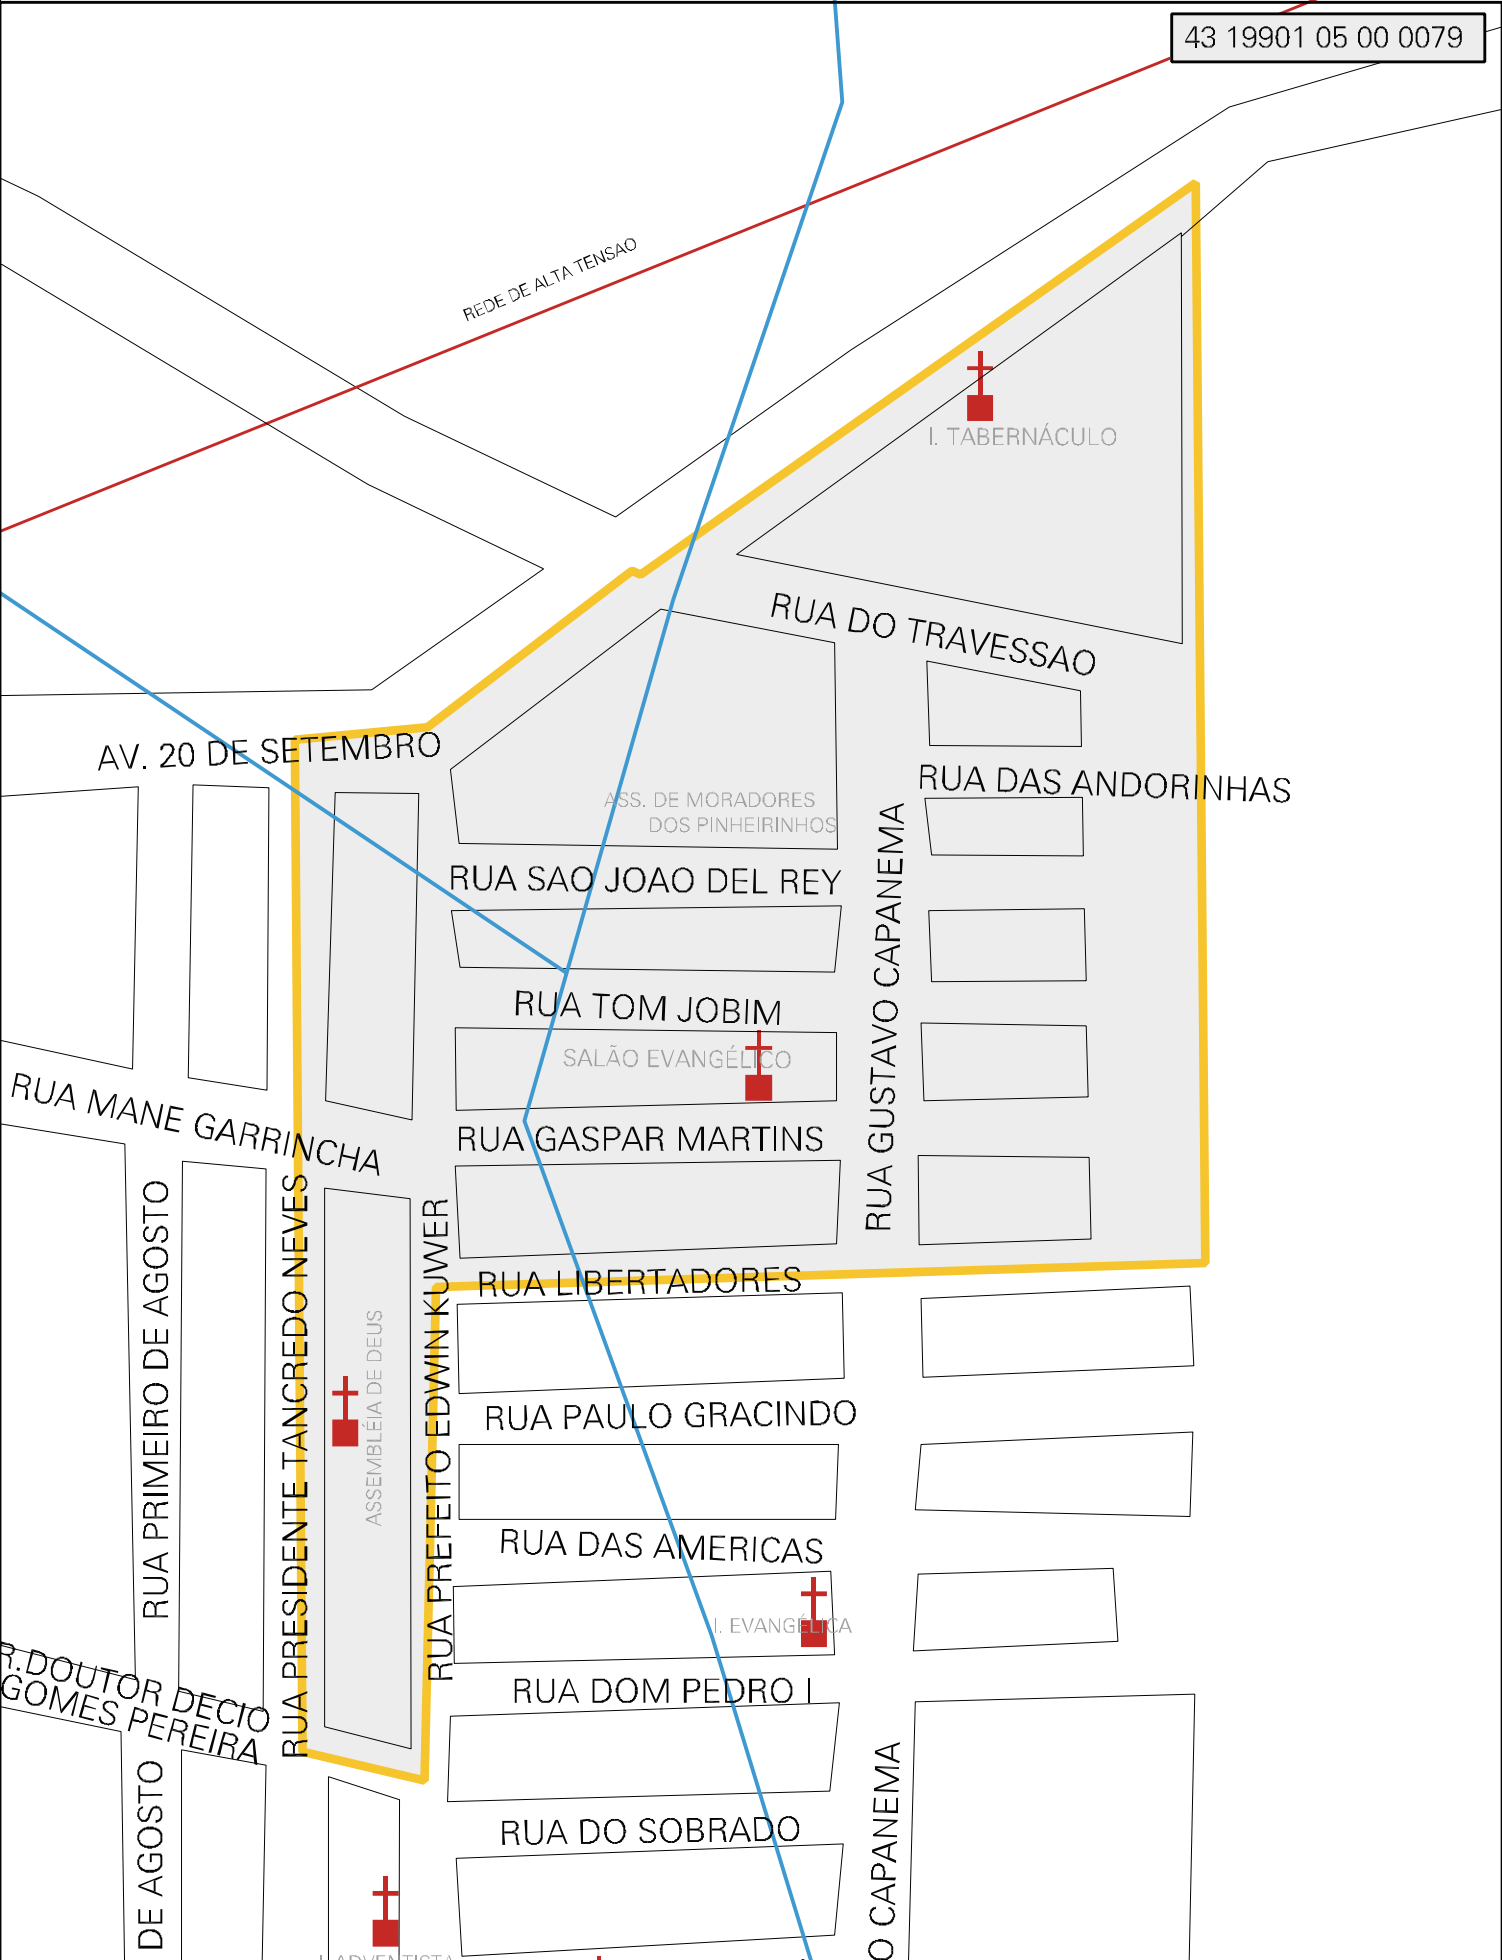 43 19901 05 00 0079
REDE DE ALTA TENSAO
I. TABERNÁCULO
RUA DO TRAVESSAO
AV. 20 DE SETEMBRO
RUA DAS ANDORINHAS
ASS. DE MORADORES
DOS PINHEIRINHOS
RUA SAO JOAO DEL REY
RUA GUSTAVO CAPANEMA
RUA TOM JOBIM
SALÃO EVANGÉLICO
RUA MANE GARRINCHA
RUA GASPAR MARTINS
RUA PRIMEIRO DE AGOSTO
RUA PRESIDENTE TANCREDO NEVES
RUA PREFEITO EDWIN KUWER
RUA LIBERTADORES
ASSEMBLÉIA DE DEUS
RUA PAULO GRACINDO
RUA DAS AMERICAS
I. EVANGÉLICA
R.DOUTOR DECIO
GOMES PEREIRA
RUA DOM PEDRO I
DE AGOSTO
RUA DO SOBRADO
O CAPANEMA
I. ADVENTISTA